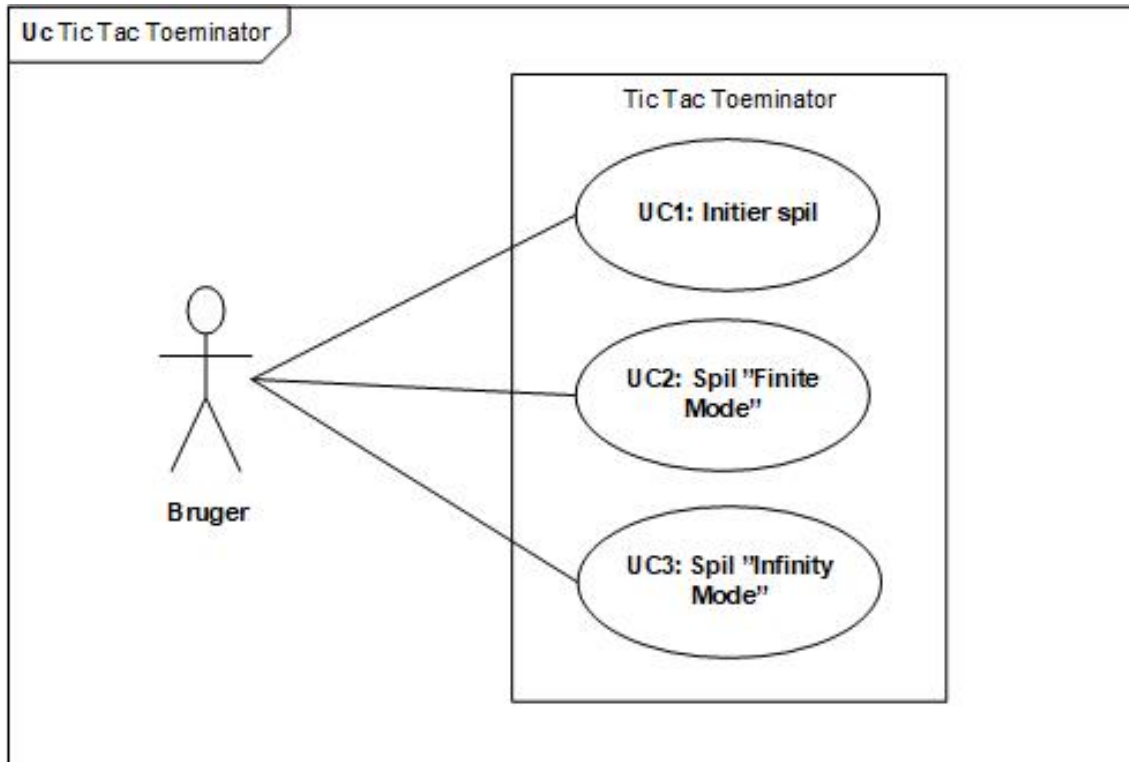 Uc Tic Tac Toeminator
Tic Tac Toeminator
UC1: Initier spil
UC2: Spil ”Finite
Mode”
Bruger
UC3: Spil ”Infinity
Mode”